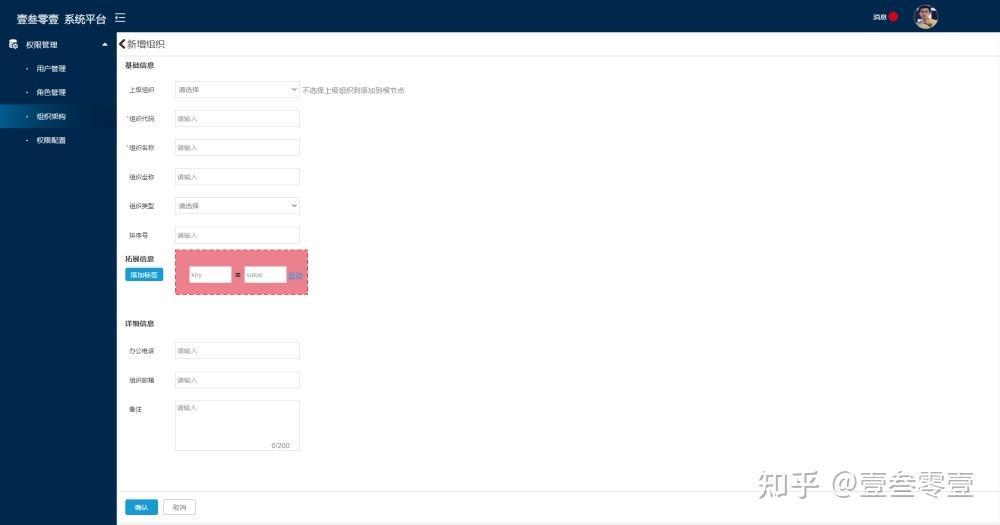 壹叁零壹 系统平台
消息
权限管理
· 用户管理
· 角色管理
· 组织架构
· 权限配置
新增组织
基础信息
上级组织 请选择 不选择上级组织则添加到根节点
*组织代码 请输入
*组织名称 请输入
组织全称 请输入
组织类型 请选择
排序号 请输入
拓展信息
添加标签 key = value 删除
详细信息
办公电话 请输入
组织邮箱 请输入
备注 请输入
0/200
确认 取消
知乎 @壹叁零壹